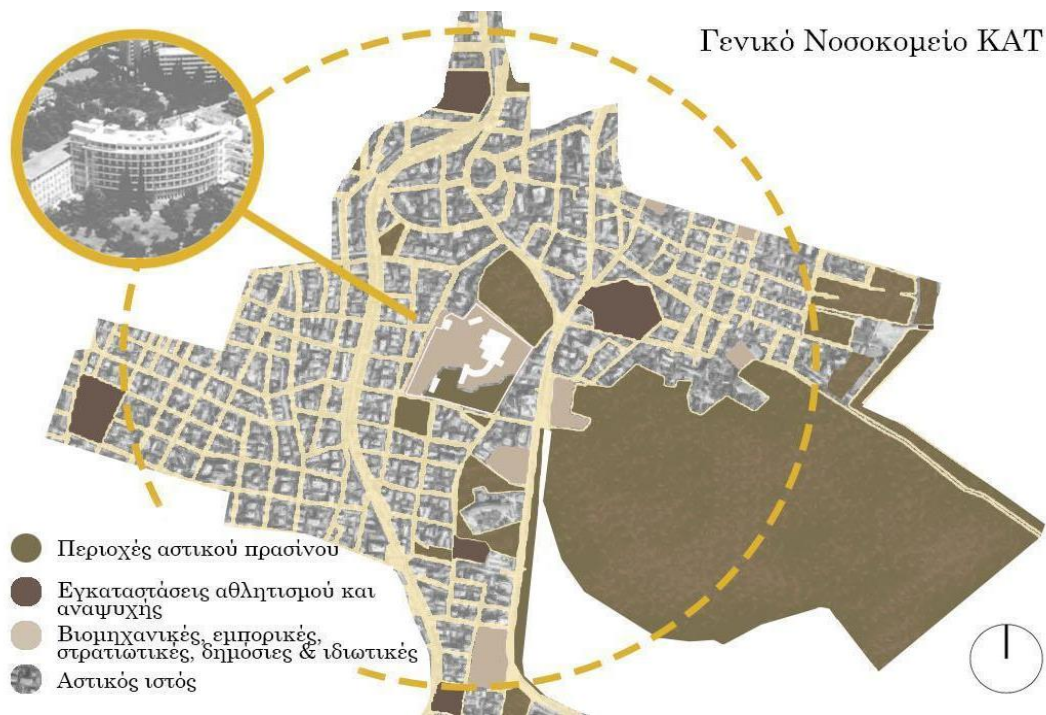 Γενικό Νοσοκομείο ΚΑΤ
Περιοχές αστικού πρασίνου
Εγκαταστάσεις αθλητισμού και
αναψυχής
Βιομηχανικές, εμπορικές,
στρατιωτικές, δημόσιες & ιδιωτικές
Αστικός ιστός